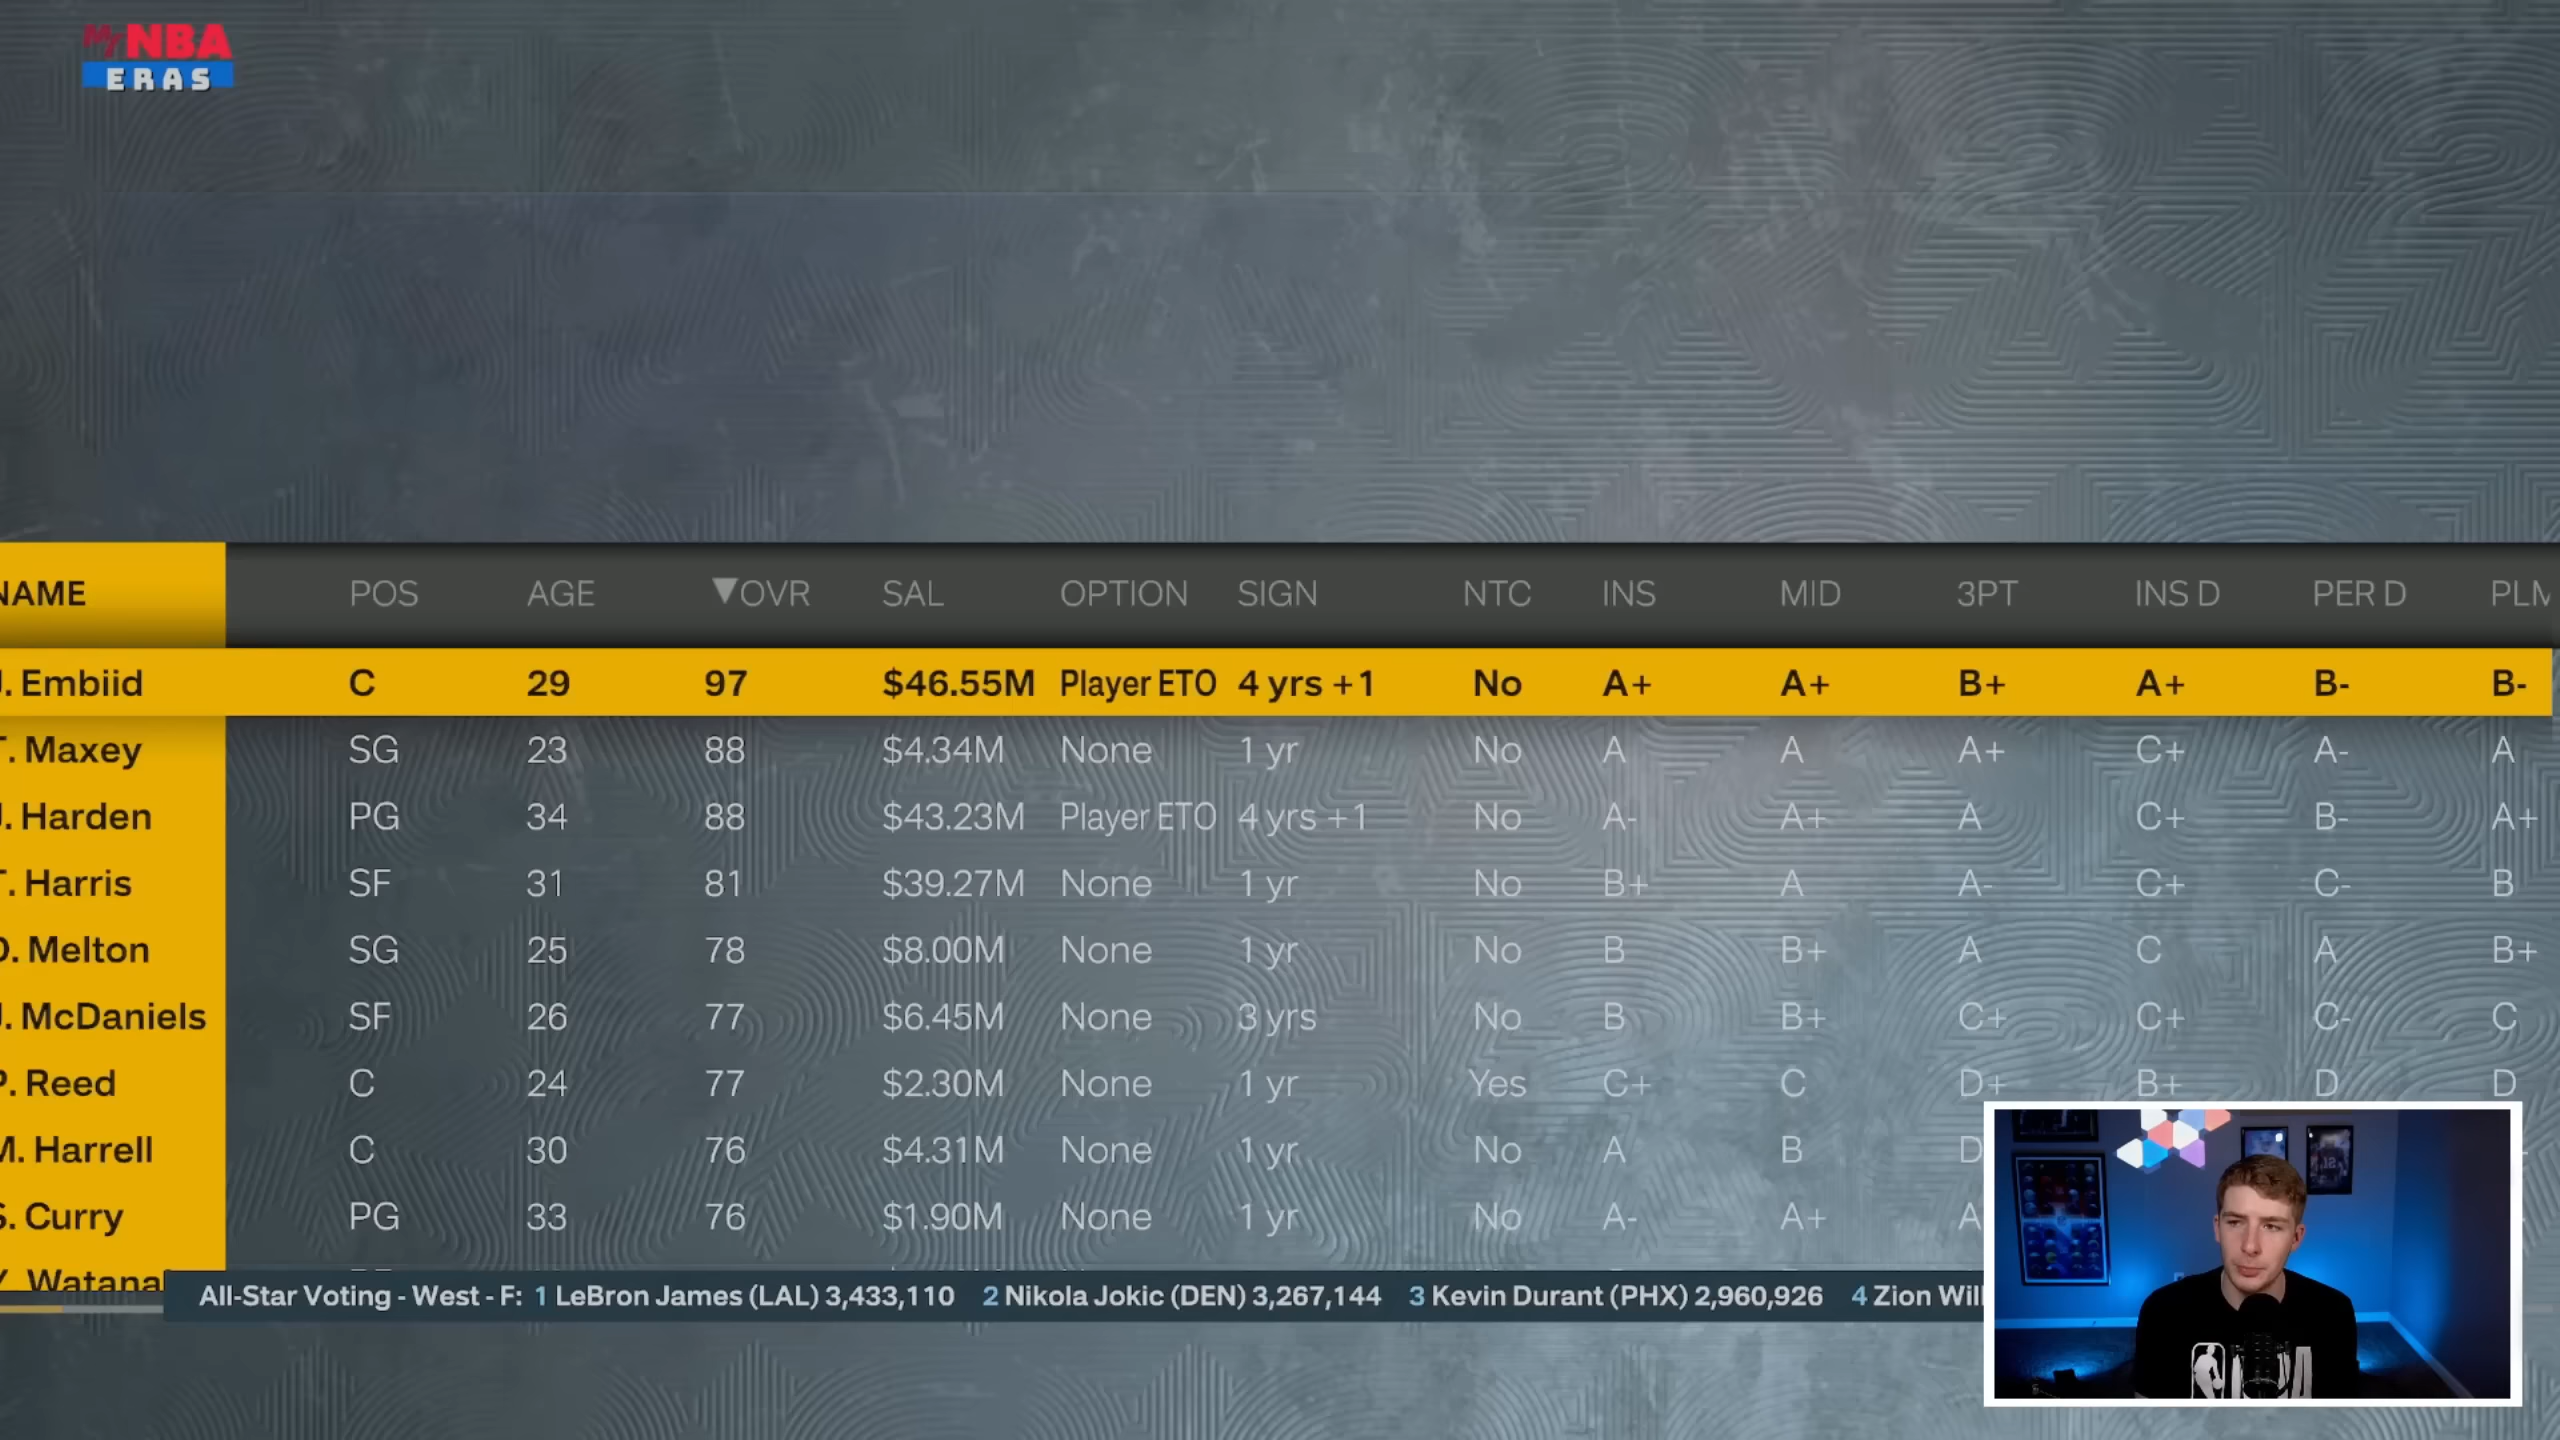 MyNBA
ERAS
NAME POS AGE ▼OVR SAL OPTION SIGN NTC INS MID 3PT INS D PER D PLM
J. Embiid C 29 97 $46.55M Player ETO 4 yrs +1 No A+ A+ B+ A+ B- B-
T. Maxey SG 23 88 $4.34M None 1 yr No A A A+ C+ A- A
J. Harden PG 34 88 $43.23M Player ETO 4 yrs +1 No A- A+ A C+ B- A+
T. Harris SF 31 81 $39.27M None 1 yr No B+ A A- C+ C- B
D. Melton SG 25 78 $8.00M None 1 yr No B B+ A C A B+
J. McDaniels SF 26 77 $6.45M None 3 yrs No B B+ C+ C+ C- C
P. Reed C 24 77 $2.30M None 1 yr Yes C+ C D+ B+ D D
M. Harrell C 30 76 $4.31M None 1 yr No A B D
S. Curry PG 33 76 $1.90M None 1 yr No A- A+ A
Y. Watana
All-Star Voting - West - F: 1 LeBron James (LAL) 3,433,110 2 Nikola Jokic (DEN) 3,267,144 3 Kevin Durant (PHX) 2,960,926 4 Zion Will
12